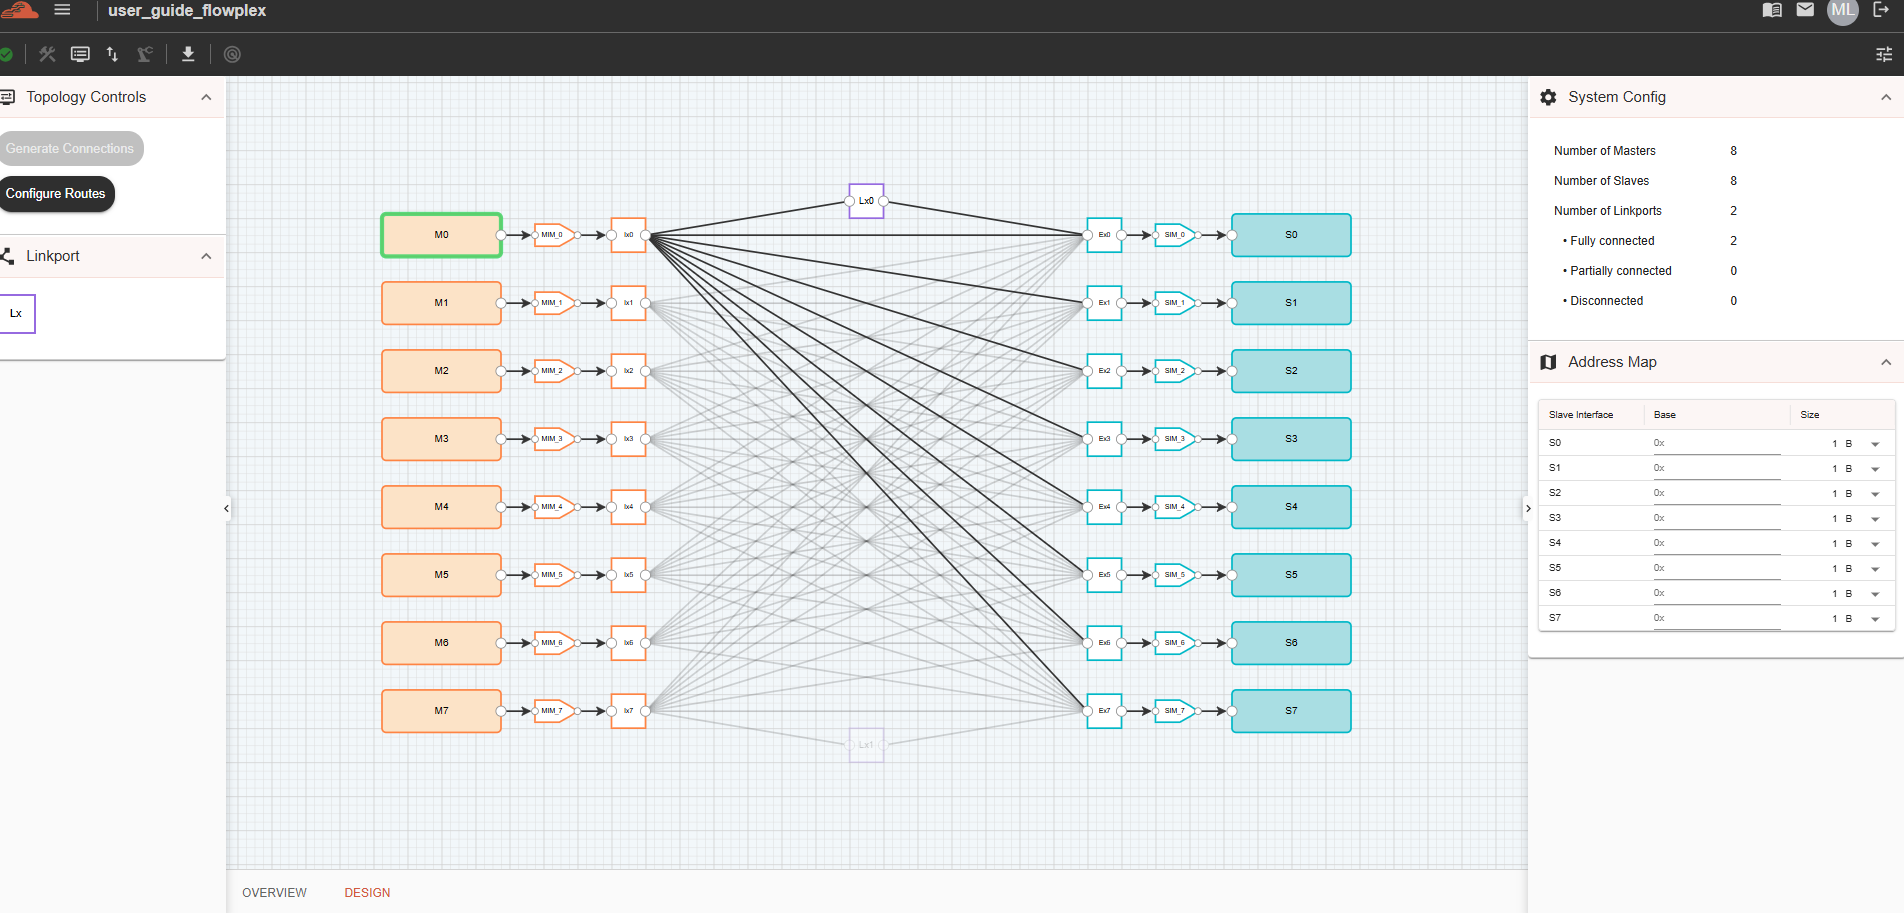 user_guide_flowplex
ML
Topology Controls
Generate Connections
Configure Routes
Linkport
Lx
Lx0
M0 MIM_0 Ix0 Ex0 SIM_0 S0
M1 MIM_1 Ix1 Ex1 SIM_1 S1
M2 MIM_2 Ix2 Ex2 SIM_2 S2
M3 MIM_3 Ix3 Ex3 SIM_3 S3
M4 MIM_4 Ix4 Ex4 SIM_4 S4
M5 MIM_5 Ix5 Ex5 SIM_5 S5
M6 MIM_6 Ix6 Ex6 SIM_6 S6
M7 MIM_7 Ix7 Ex7 SIM_7 S7
Lx1
OVERVIEW DESIGN
System Config
Number of Masters 8
Number of Slaves 8
Number of Linkports 2
• Fully connected 2
• Partially connected 0
• Disconnected 0
Address Map
Slave Interface Base Size
S0 0x 1 B
S1 0x 1 B
S2 0x 1 B
S3 0x 1 B
S4 0x 1 B
S5 0x 1 B
S6 0x 1 B
S7 0x 1 B